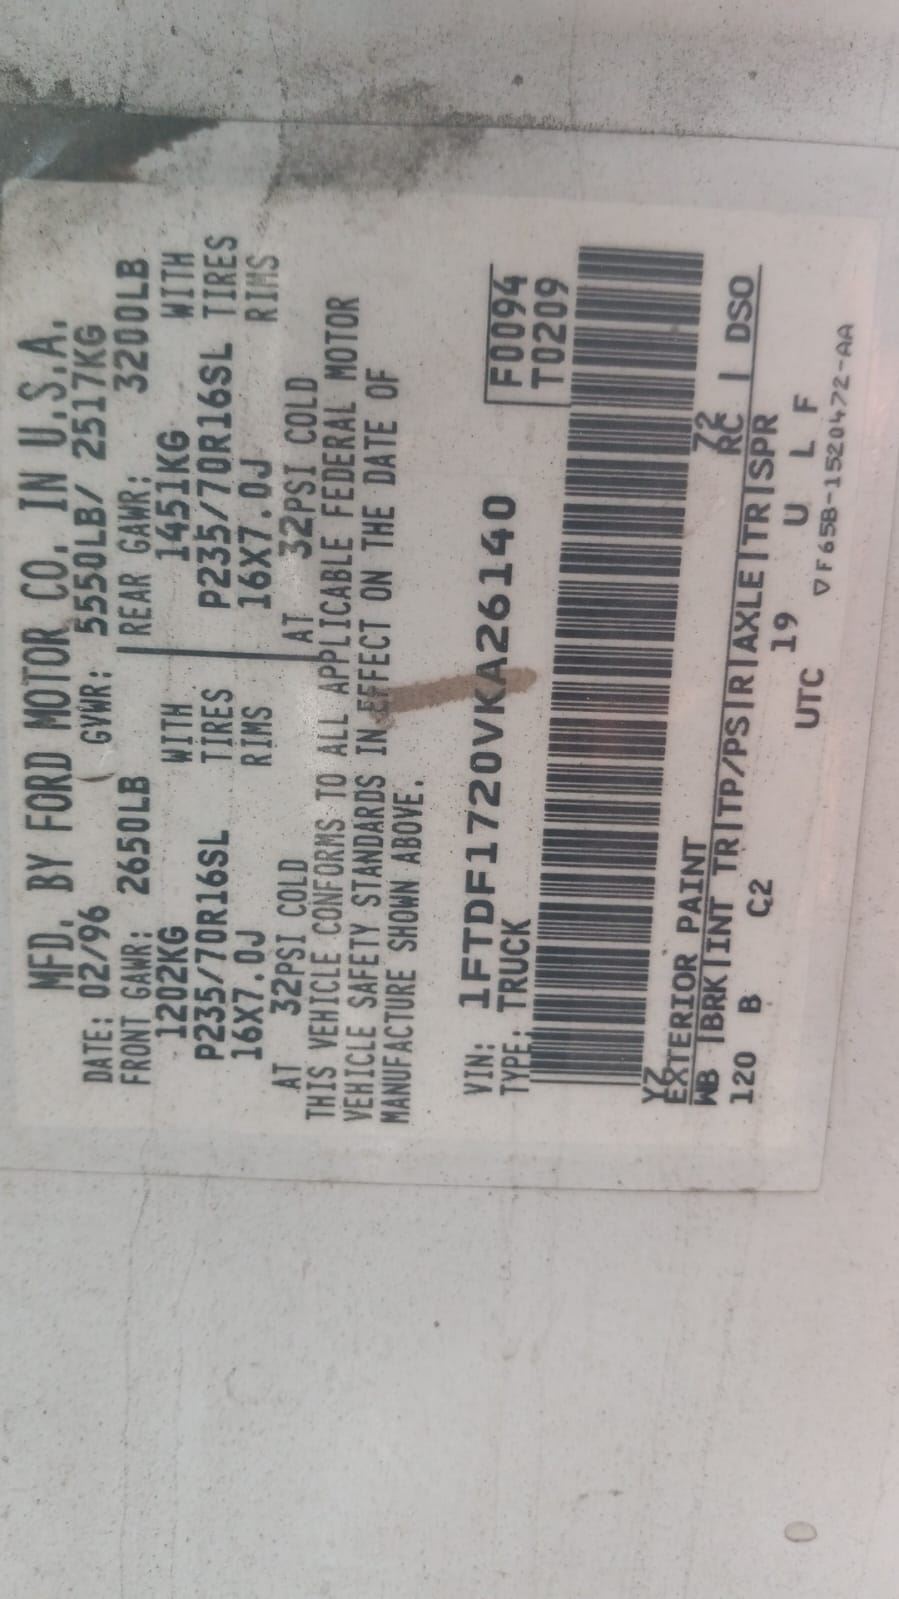 MFD. BY FORD MOTOR CO. IN U.S.A.
DATE: 02/96 GVWR: 5550LB/ 2517KG
FRONT GAWR: 2650LB REAR GAWR: 3200LB
1202KG WITH 1451KG WITH
P235/70R16SL TIRES P235/70R16SL TIRES
16X7.0J RIMS 16X7.0J RIMS
AT 32PSI COLD AT 32PSI COLD
THIS VEHICLE CONFORMS TO ALL APPLICABLE FEDERAL MOTOR
VEHICLE SAFETY STANDARDS IN EFFECT ON THE DATE OF
MANUFACTURE SHOWN ABOVE.
VIN: 1FTDF1720VKA26140 F0094
TYPE: TRUCK T0209
YZ 72
EXTERIOR PAINT RC DSO
WB BRK INT TR TP/PS R AXLE TR SPR
120 B C2 19 U L F
UTC ▽F65B-1520472-AA